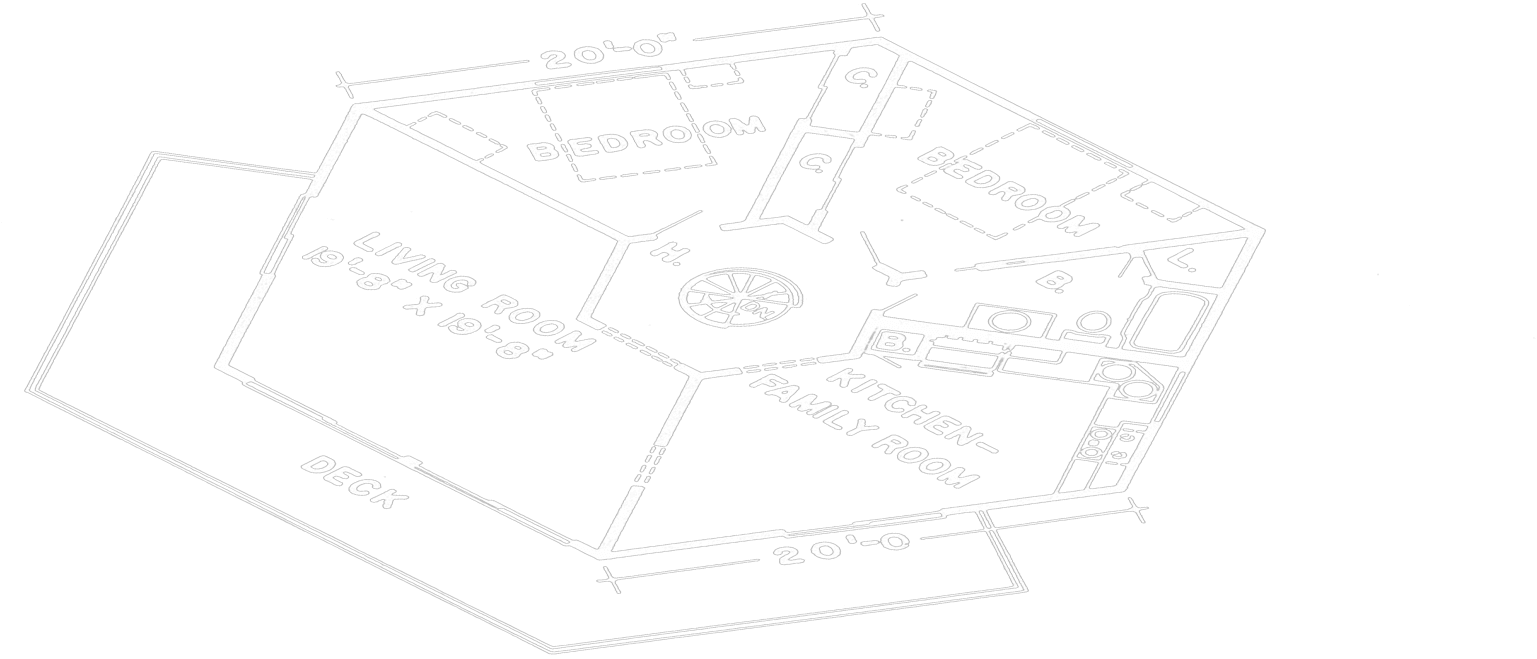 20'-0"
C.
BEDROOM
C.
BEDROOM
H.
L.
B.
LIVING ROOM
19'-8" X 19'-8"
B.
KITCHEN-
FAMILY ROOM
DECK
20'-0